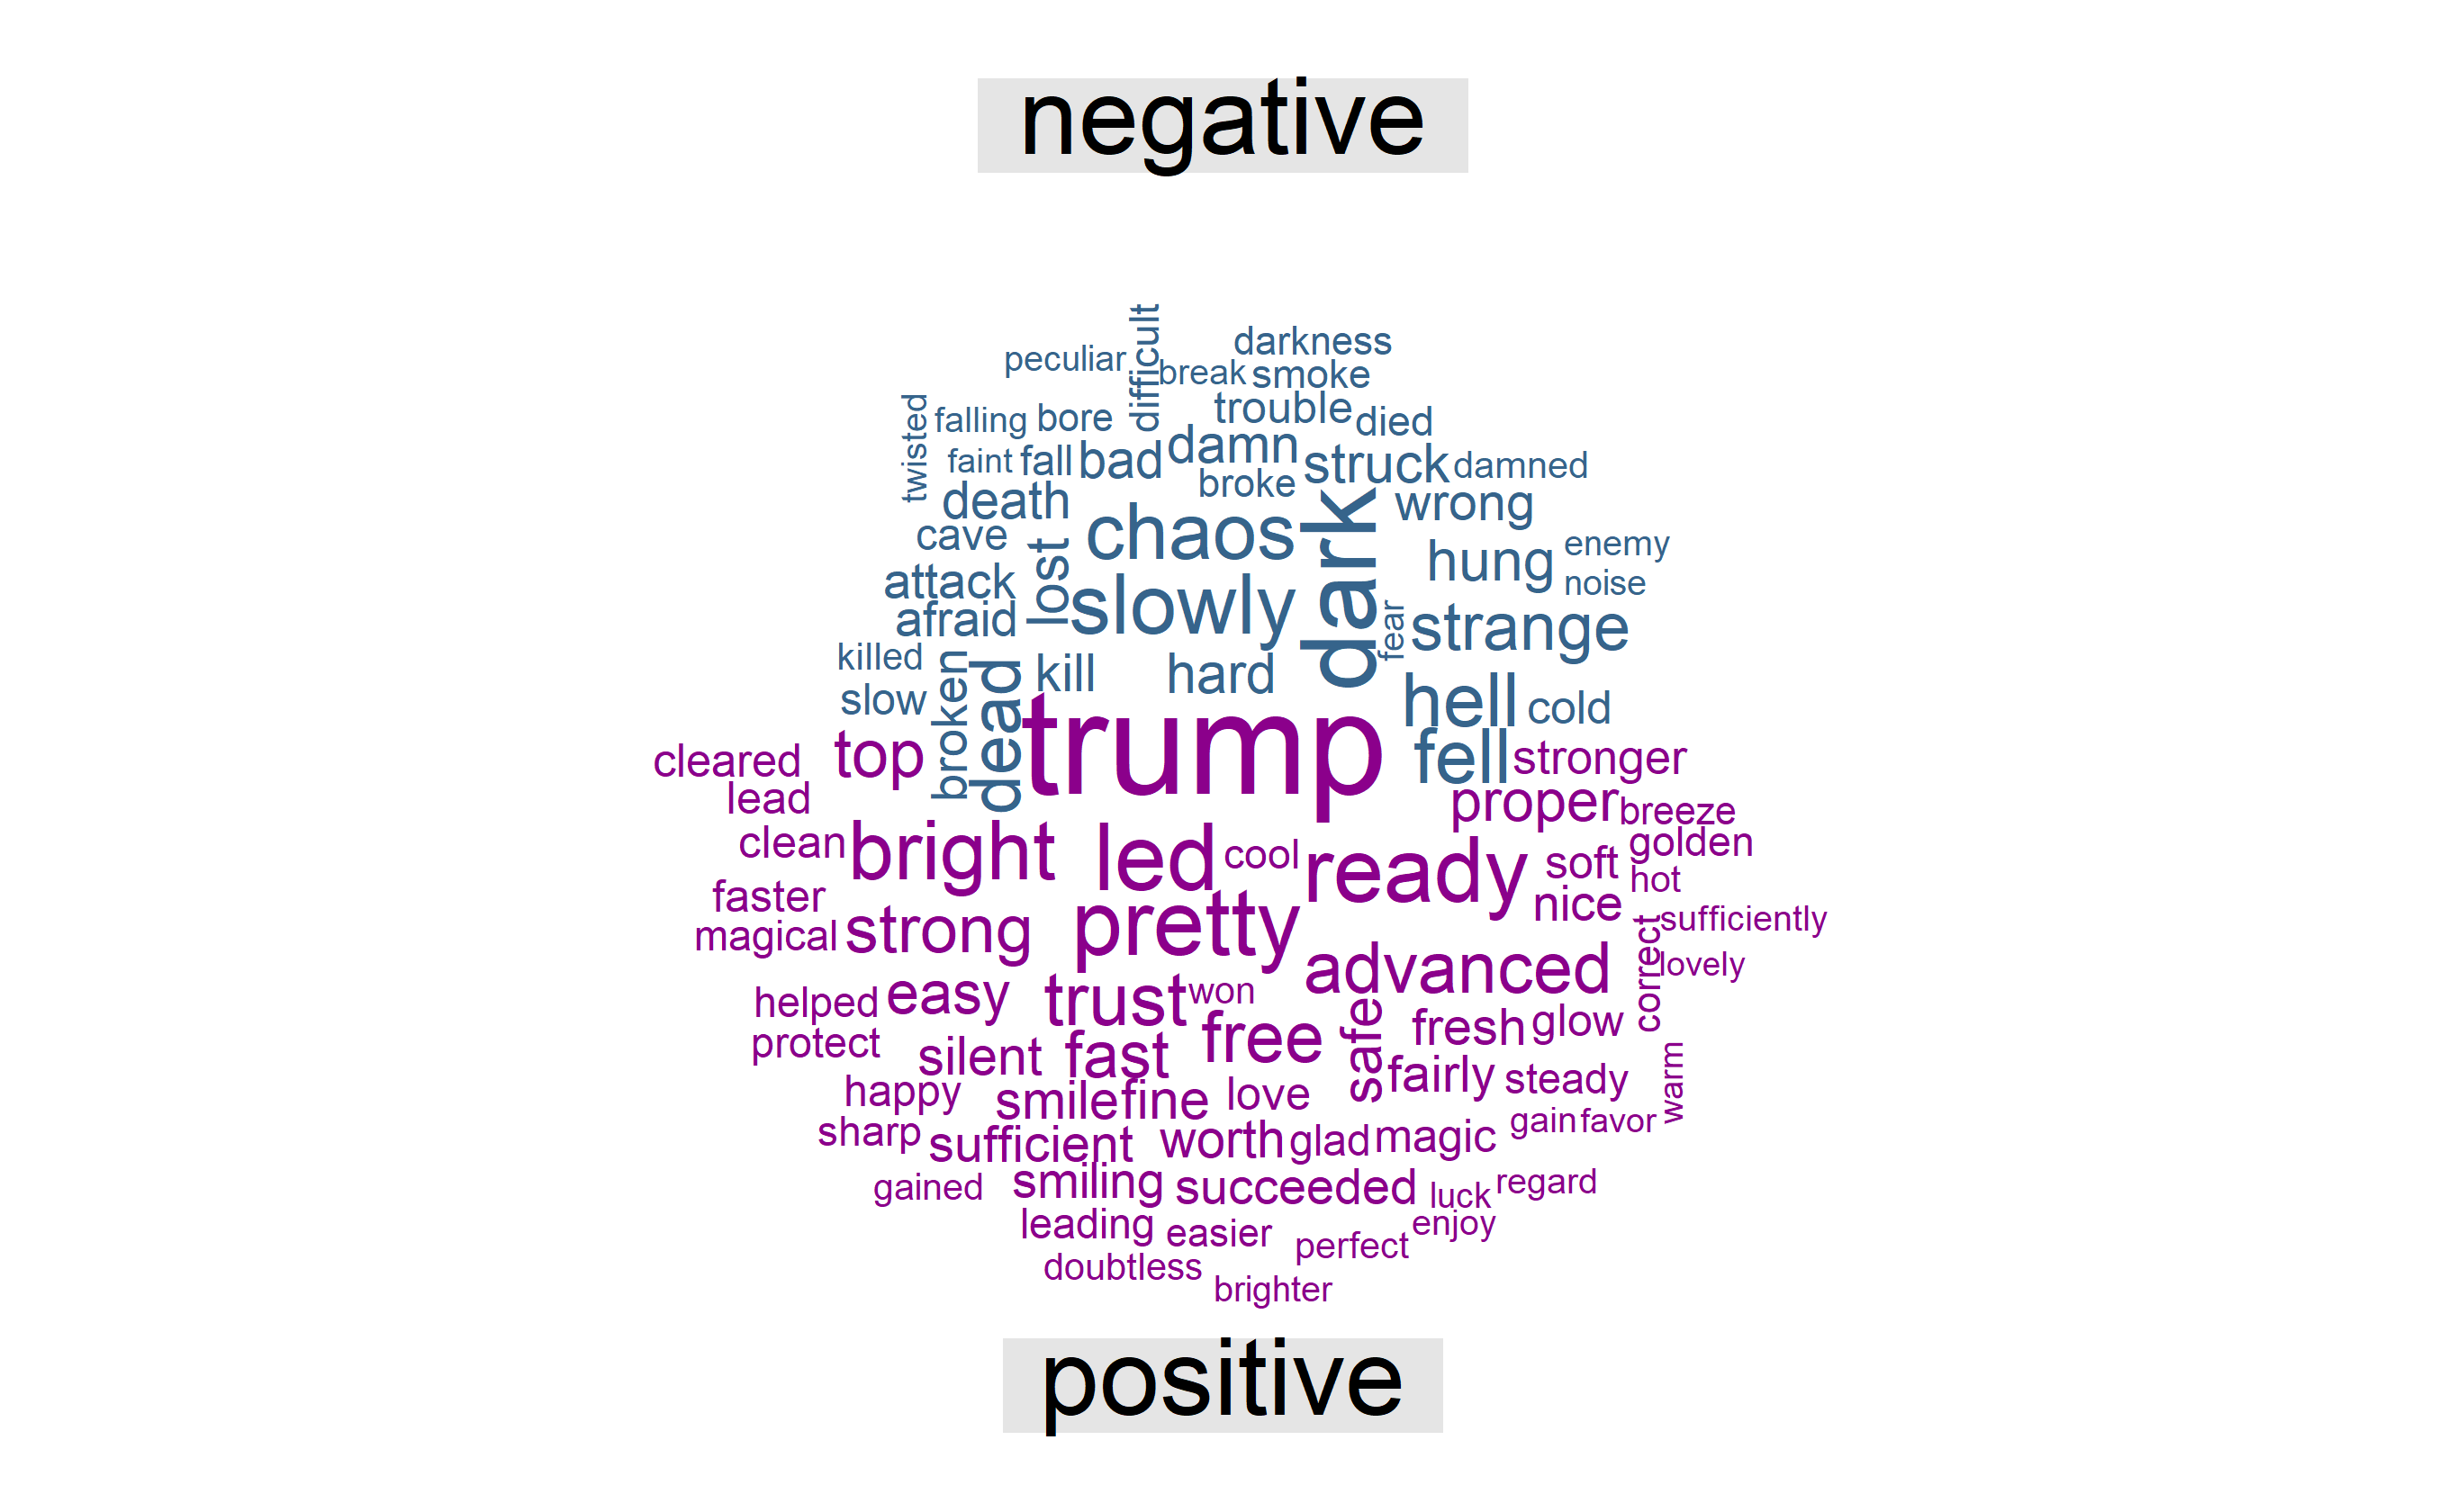 negative
difficult
darkness
peculiar
break
smoke
twisted
falling
bore
trouble
died
faint
fall
bad
damn
struck
damned
broke
death
chaos
dark
wrong
cave
lost
hung
enemy
attack
slowly
noise
afraid
fear
strange
killed
broken
dead
kill
hard
hell
cold
slow
trump
cleared
top
fell
stronger
lead
proper
breeze
clean
bright
led
cool
ready
soft
golden
hot
faster
nice
magical
strong
pretty
correct
sufficiently
advanced
lovely
helped
easy
trust
won
safe
protect
silent
fast
free
fresh
glow
happy
smile
fine
love
fairly
steady
warm
sharp
sufficient
worth
glad
magic
gain
favor
gained
smiling
succeeded
luck
regard
leading
easier
perfect
enjoy
doubtless
brighter
positive